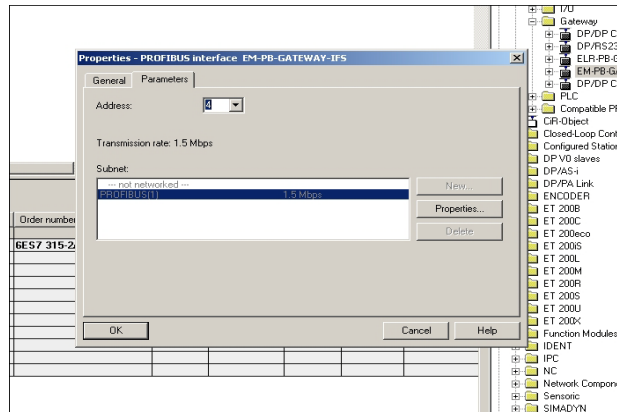 I/O
Gateway
DP/DP C
DP/RS23
ELR-PB-G
EM-PB-GA
DP/DP C
PLC
Compatible PR
CiR-Object
Closed-Loop Cont
Configured Station
DP V0 slaves
DP/AS-i
DP/PA Link
ENCODER
ET 200B
ET 200C
ET 200eco
ET 200iS
ET 200L
ET 200M
ET 200R
ET 200S
ET 200U
ET 200X
Function Modules
IDENT
IPC
NC
Network Compone
Sensoric
SIMADYN
Properties - PROFIBUS interface EM-PB-GATEWAY-IFS
General
Parameters
Address:
4
Transmission rate: 1.5 Mbps
Subnet:
--- not networked ---
PROFIBUS(1) 1.5 Mbps
New...
Properties...
Delete
OK
Cancel
Help
Order number
6ES7 315-2A